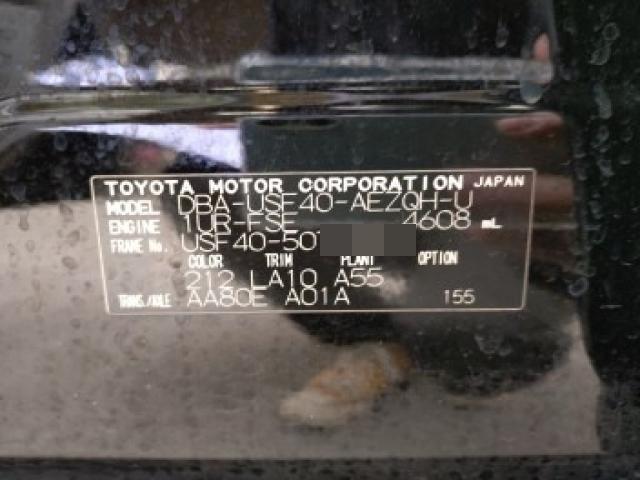 TOYOTA MOTOR CORPORATION JAPAN
MODEL DBA-USF40-AEZQH-U
ENGINE 1UR-FSE 4608 mL
FRAME No. USF40-50
COLOR TRIM PLANT OPTION
212 LA10 A55
TRANS./AXLE AA80E A01A 155